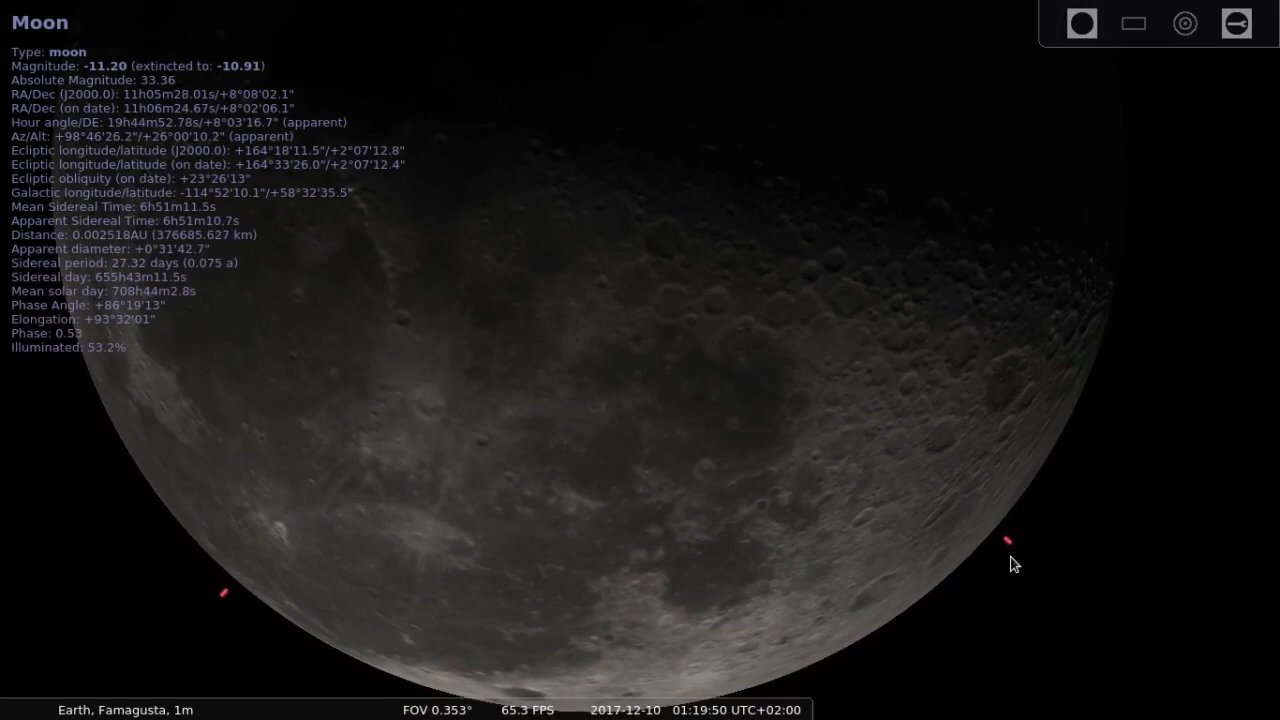 Moon
Type: moon
Magnitude: -11.20 (extincted to: -10.91)
Absolute Magnitude: 33.36
RA/Dec (J2000.0): 11h05m28.01s/+8°08'02.1"
RA/Dec (on date): 11h06m24.67s/+8°02'06.1"
Hour angle/DE: 19h44m52.78s/+8°03'16.7" (apparent)
Az/Alt: +98°46'26.2"/+26°00'10.2" (apparent)
Ecliptic longitude/latitude (J2000.0): +164°18'11.5"/+2°07'12.8"
Ecliptic longitude/latitude (on date): +164°33'26.0"/+2°07'12.4"
Ecliptic obliquity (on date): +23°26'13"
Galactic longitude/latitude: -114°52'10.1"/+58°32'35.5"
Mean Sidereal Time: 6h51m11.5s
Apparent Sidereal Time: 6h51m10.7s
Distance: 0.002518AU (376685.627 km)
Apparent diameter: +0°31'42.7"
Sidereal period: 27.32 days (0.075 a)
Sidereal day: 655h43m11.5s
Mean solar day: 708h44m2.8s
Phase Angle: +86°19'13"
Elongation: +93°32'01"
Phase: 0.53
Illuminated: 53.2%
Earth, Famagusta, 1m FOV 0.353° 65.3 FPS 2017-12-10 01:19:50 UTC+02:00